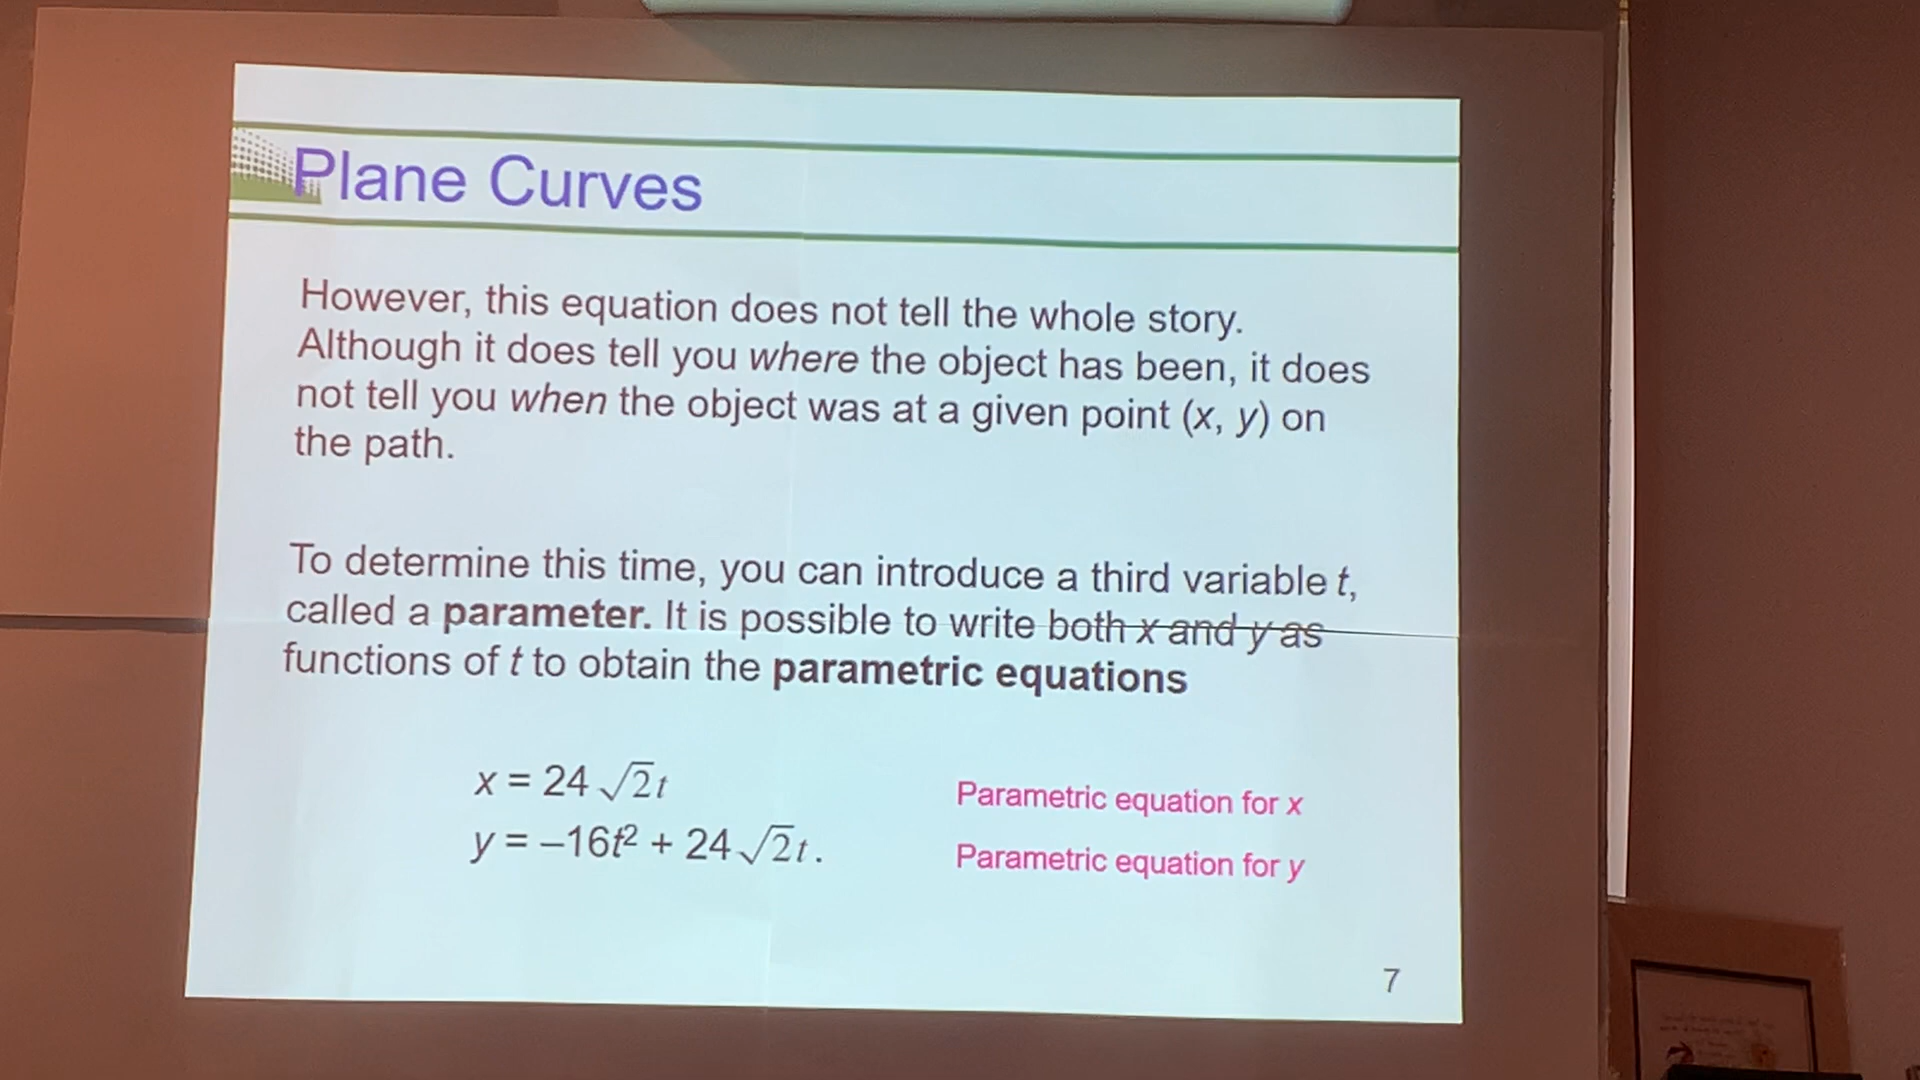 Plane Curves
However, this equation does not tell the whole story.
Although it does tell you where the object has been, it does
not tell you when the object was at a given point (x, y) on
the path.
To determine this time, you can introduce a third variable t,
called a parameter. It is possible to write both x and y as
functions of t to obtain the parametric equations
x = 24 √2t
Parametric equation for x
y = –16t² + 24 √2t.
Parametric equation for y
7